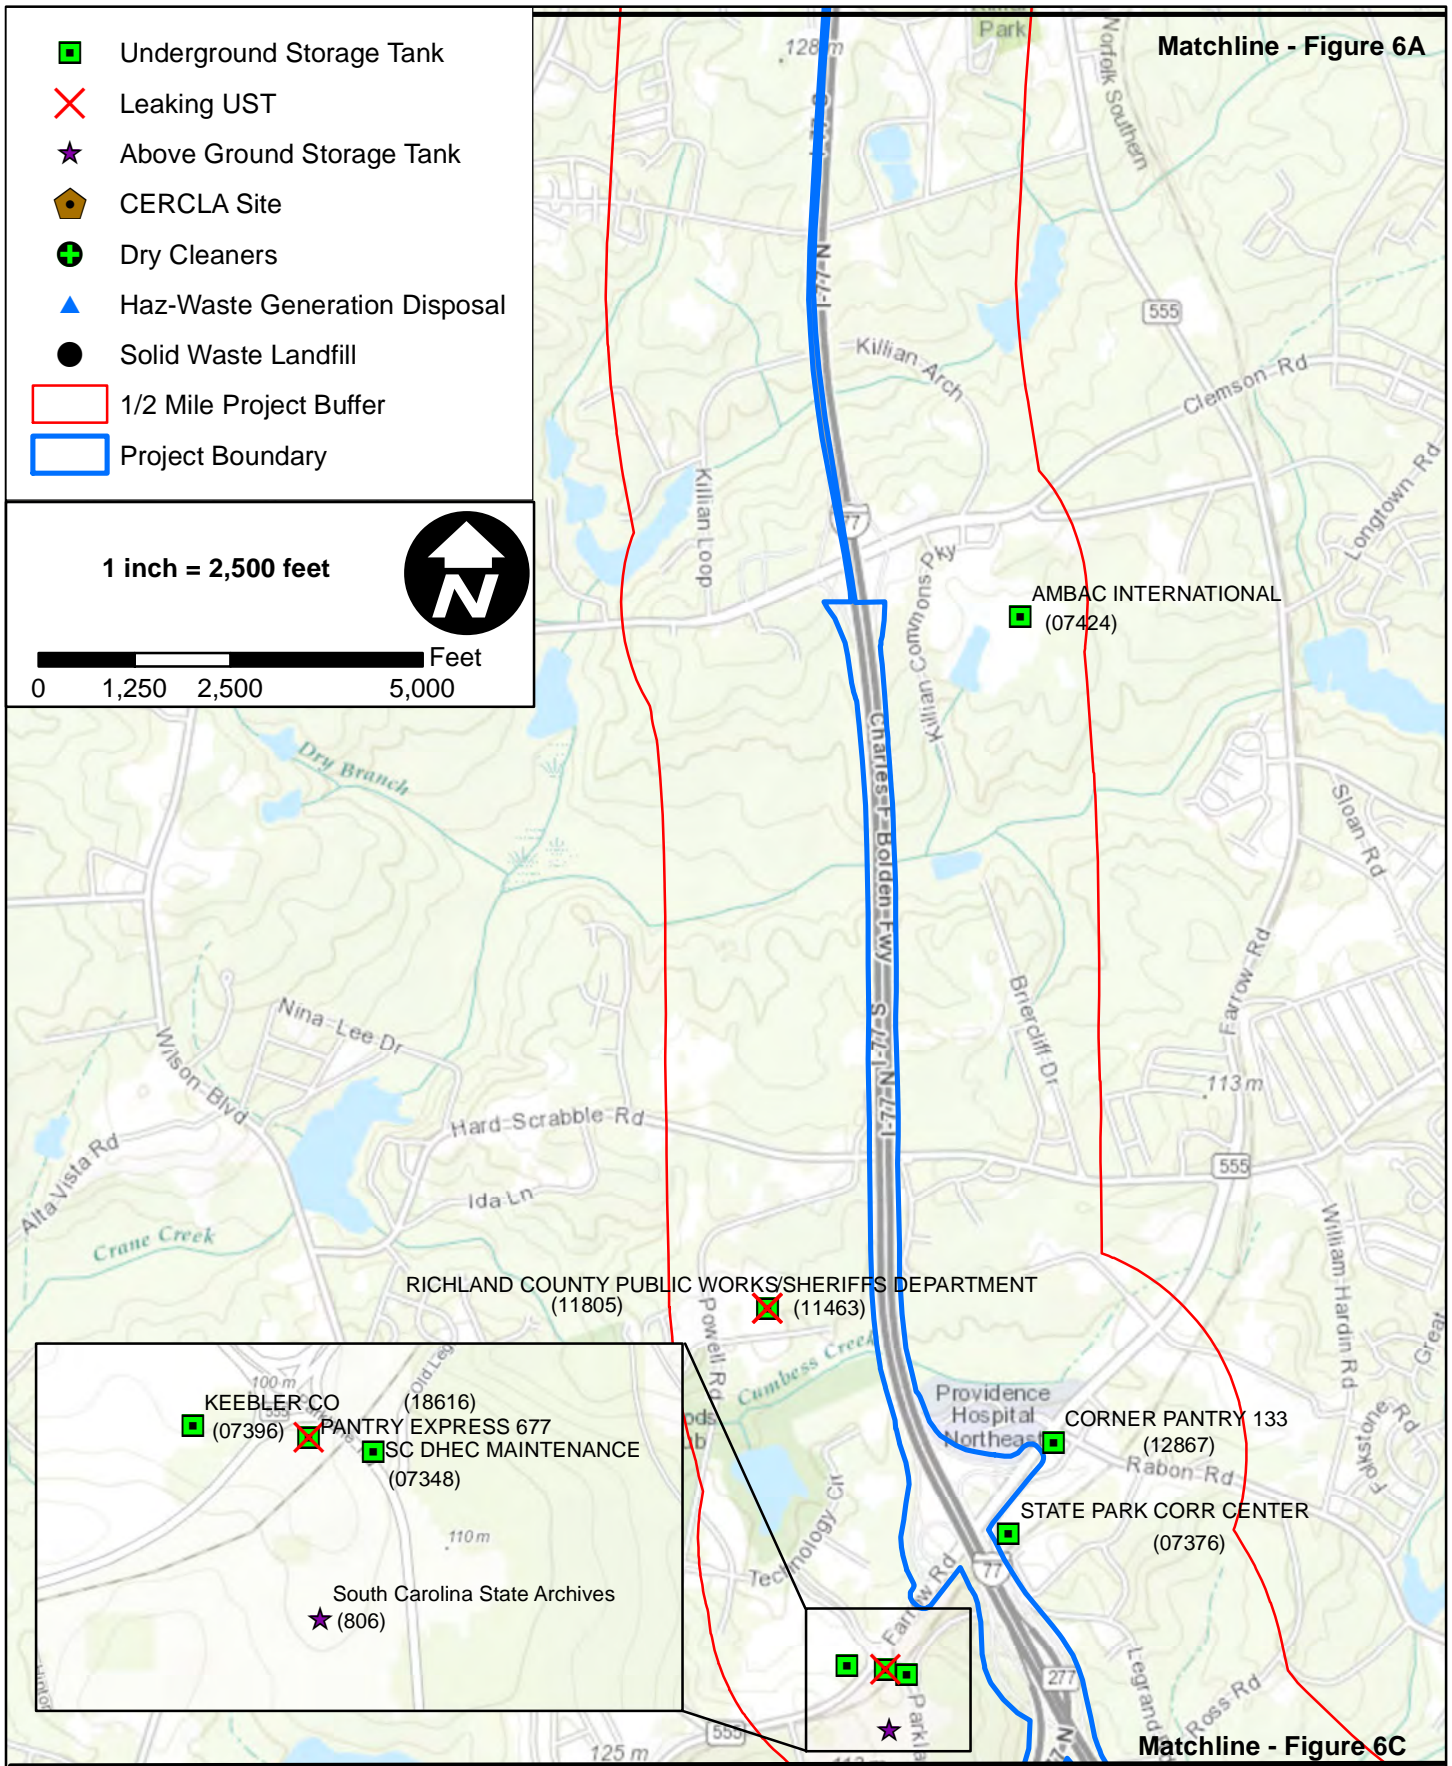 Underground Storage Tank
Leaking UST
Above Ground Storage Tank
CERCLA Site
Dry Cleaners
Haz-Waste Generation Disposal
Solid Waste Landfill
1/2 Mile Project Buffer
Project Boundary
1 inch = 2,500 feet
N
Feet
0 1,250 2,500 5,000
Matchline - Figure 6A
Park
128 m
Norfolk Southern
I-77-N
555
Killian-Arch
Clemson-Rd
Longtown-Rd
Killian Loop
77
Killian-Commons-Pky
AMBAC INTERNATIONAL
(07424)
Dry Branch
Charles-F-Bolden-Fwy
Sloan-Rd
S-77-I
N-77-I
Farrow-Rd
Briercliff-Dr
Nina-Lee-Dr
Wilson-Blvd
113 m
Hard-Scrabble-Rd
555
Alta-Vista-Rd
Ida-Ln
Crane Creek
William Hardin Rd
RICHLAND COUNTY PUBLIC WORKS/SHERIFFS DEPARTMENT
(11805)
(11463)
Powell-Rd
Cumbess Creek
Great
Providence
Hospital
Northeast
CORNER PANTRY 133
(12867)
Rabon-Rd
Folkstone-Rd
STATE PARK CORR CENTER
(07376)
77
Technology-Cir
Farrow Rd
100 m
Old Leg
KEEBLER CO
(07396)
(18616)
555
PANTRY EXPRESS 677
SC DHEC MAINTENANCE
(07348)
110 m
South Carolina State Archives
(806)
277
Legrand
Ross-Rd
Parkla
555
125 m
Matchline - Figure 6C